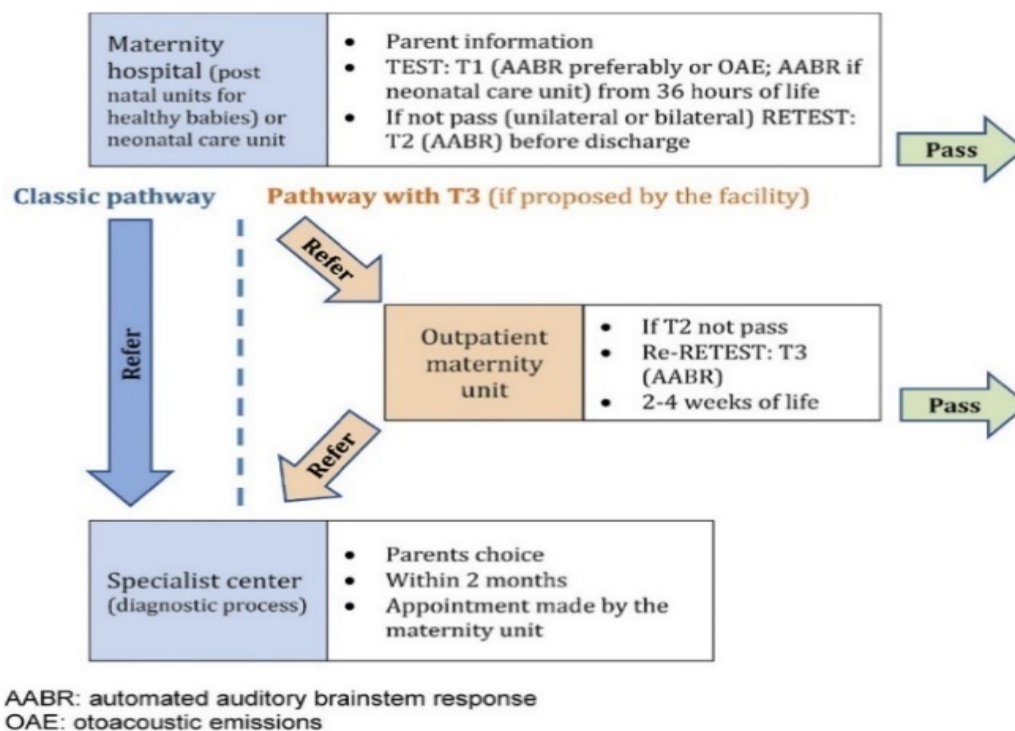 Maternity
hospital (post
natal units for
healthy babies) or
neonatal care unit
• Parent information
• TEST: T1 (AABR preferably or OAE; AABR if
neonatal care unit) from 36 hours of life
• If not pass (unilateral or bilateral) RETEST:
T2 (AABR) before discharge
Pass
Classic pathway
Pathway with T3 (if proposed by the facility)
Refer
Refer
Outpatient
maternity
unit
• If T2 not pass
• Re-RETEST: T3
(AABR)
• 2-4 weeks of life
Pass
Refer
Specialist center
(diagnostic process)
• Parents choice
• Within 2 months
• Appointment made by the
maternity unit
AABR: automated auditory brainstem response
OAE: otoacoustic emissions